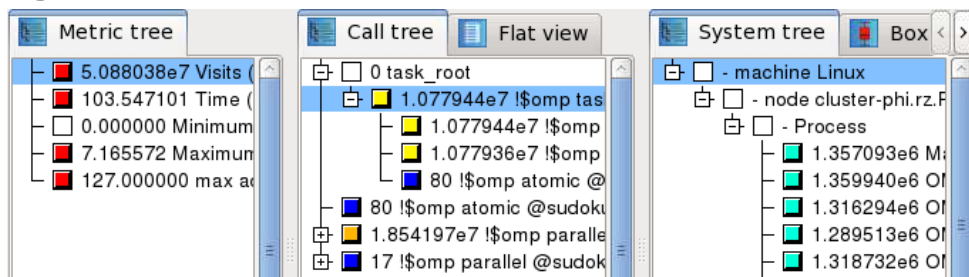 Metric tree
5.088038e7 Visits (
103.547101 Time (
0.000000 Minimum
7.165572 Maximum
127.000000 max
Call tree
Flat view
0 task_root
1.077944e7 !$omp tas
1.077944e7 !$omp
1.077936e7 !$omp
80 !$omp atomic @
80 !$omp atomic @sudoku
1.854197e7 !$omp paralle
17 !$omp parallel @sudok
System tree
Box
- machine Linux
- node cluster-phi.rz.
- Process
1.357093e6
1.359940e6
1.316294e6
1.289513e6
1.318732e6